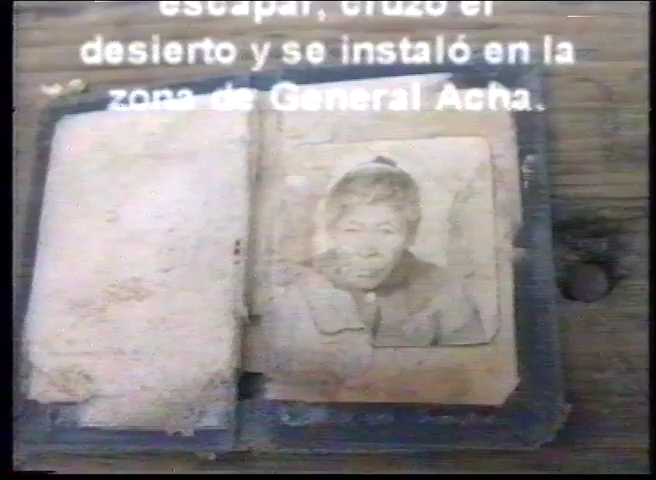 escapar, cruzó el
desierto y se instaló en la
zona de General Acha.